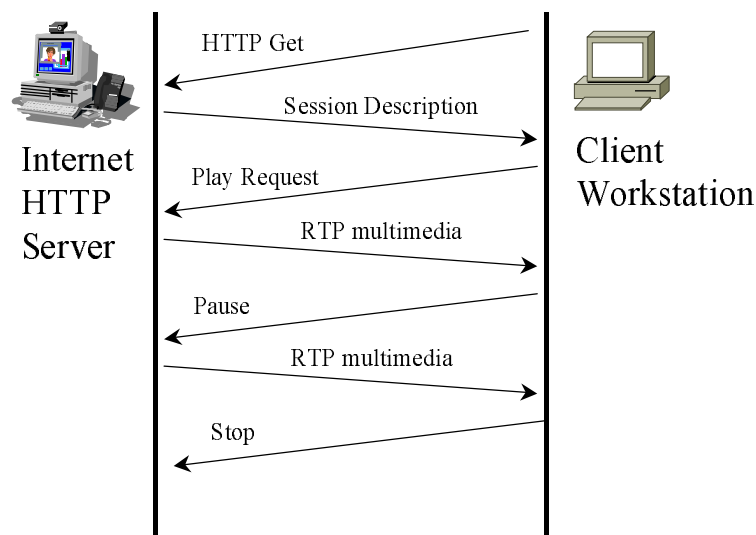 HTTP Get
Session Description
Internet
HTTP
Server
Client
Workstation
Play Request
RTP multimedia
Pause
RTP multimedia
Stop